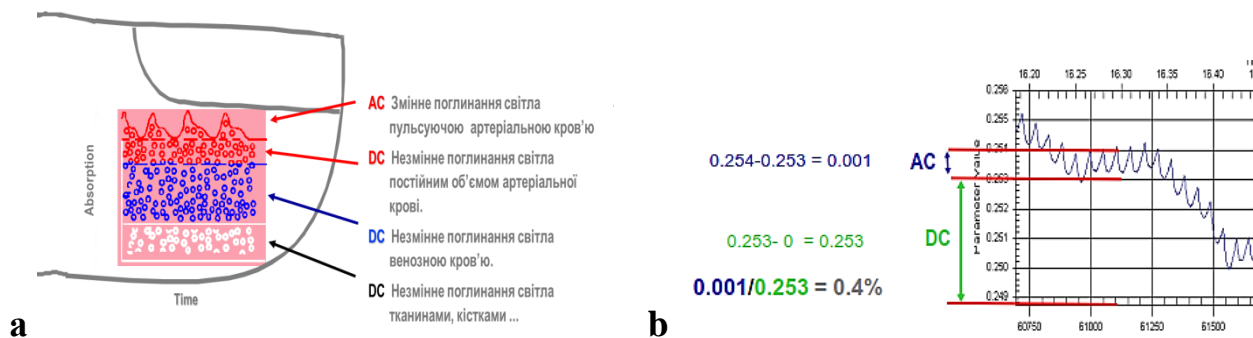 Absorption
Time
AC Змінне поглинання світла
пульсуючою артеріальною кров'ю
DC Незмінне поглинання світла
постійним об'ємом артеріальної
крові.
DC Незмінне поглинання світла
венозною кров'ю.
DC Незмінне поглинання світла
тканинами, кістками ...
a
0.254-0.253 = 0.001
0.253- 0 = 0.253
0.001/0.253 = 0.4%
AC
DC
16.20 16.25 16.30 16.35 16.40
0.256
0.255
0.254
0.253
0.252
0.251
0.250
0.249
Parameter Value
60750 61000 61250 61500
b